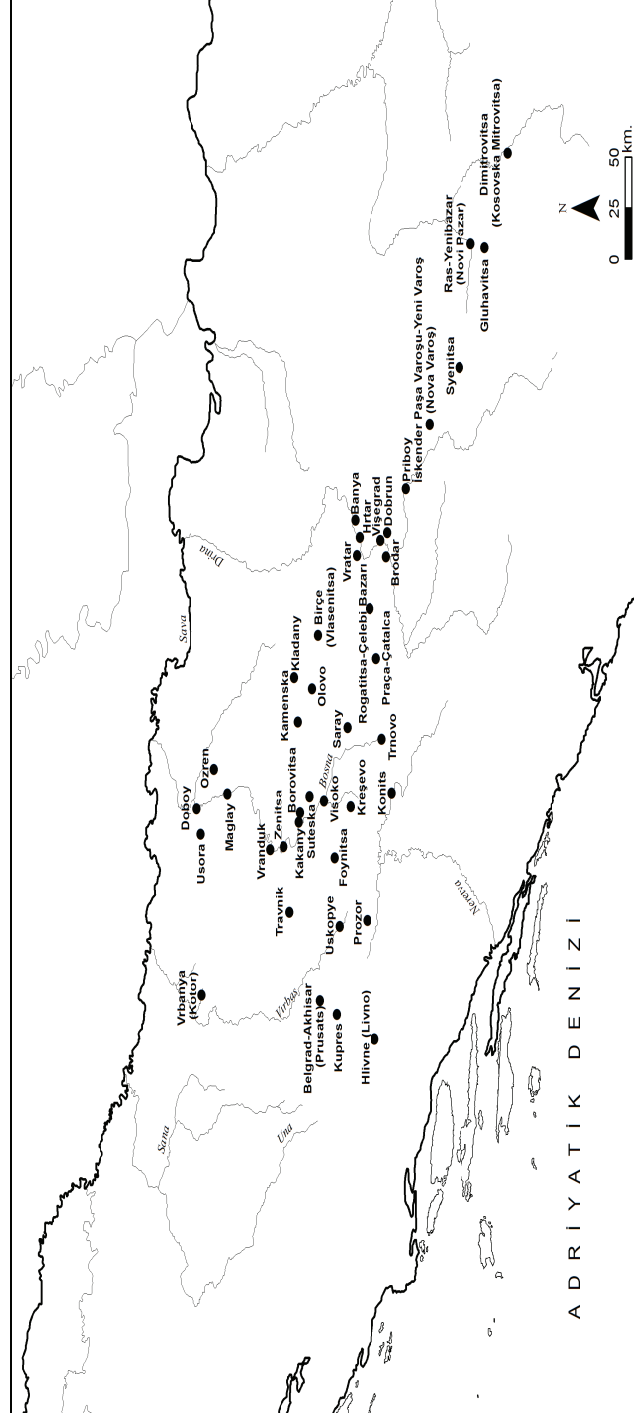 Sava
Drina
Bosna
Vırbas
Sana
Una
Neretva
Doboy
Ozren
Usora
Maglay
Vranduk
Zenitsa
Borovitsa
Kakany
Suteska
Visoko
Travnik
Foynitsa
Kreşevo
Konits
Uskopye
Prozor
Vrbanya
(Kotor)
Belgrad-Akhisar
(Prusats)
Kupres
Hlivne (Livno)
Kamenska
Kladany
Olovo
Birçe
(Vlasenitsa)
Saray
Trnovo
Rogatitsa-Çelebi Bazarı
Praça-Çatalca
Vratar
Banya
Hrtar
Vişegrad
Dobrun
Brodar
Priboy
İskender Paşa Varoşu-Yeni Varoş
(Nova Varoş)
Syenitsa
Ras-Yenibazar
(Novi Pazar)
Gluhavitsa
Dimitrovitsa
(Kosovska Mitrovitsa)
N
0 25 50
km.
ADRİYATİK DENİZİ